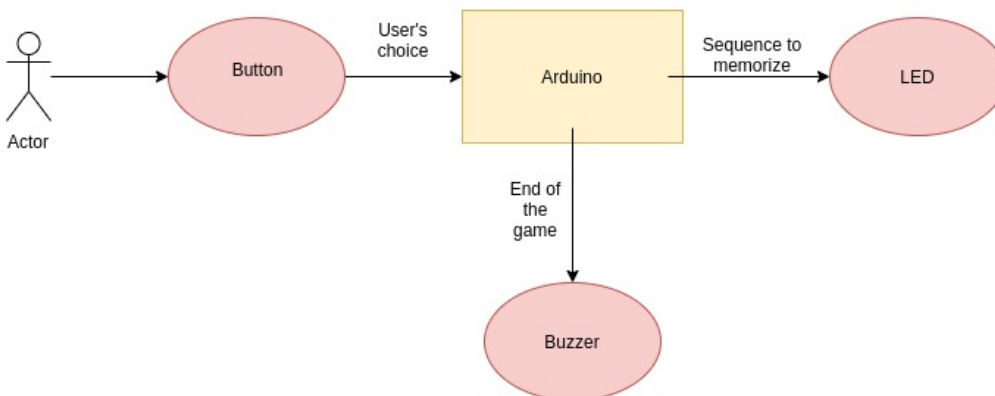 Actor
Button
User's
choice
Arduino
Sequence to
memorize
LED
End of
the
game
Buzzer